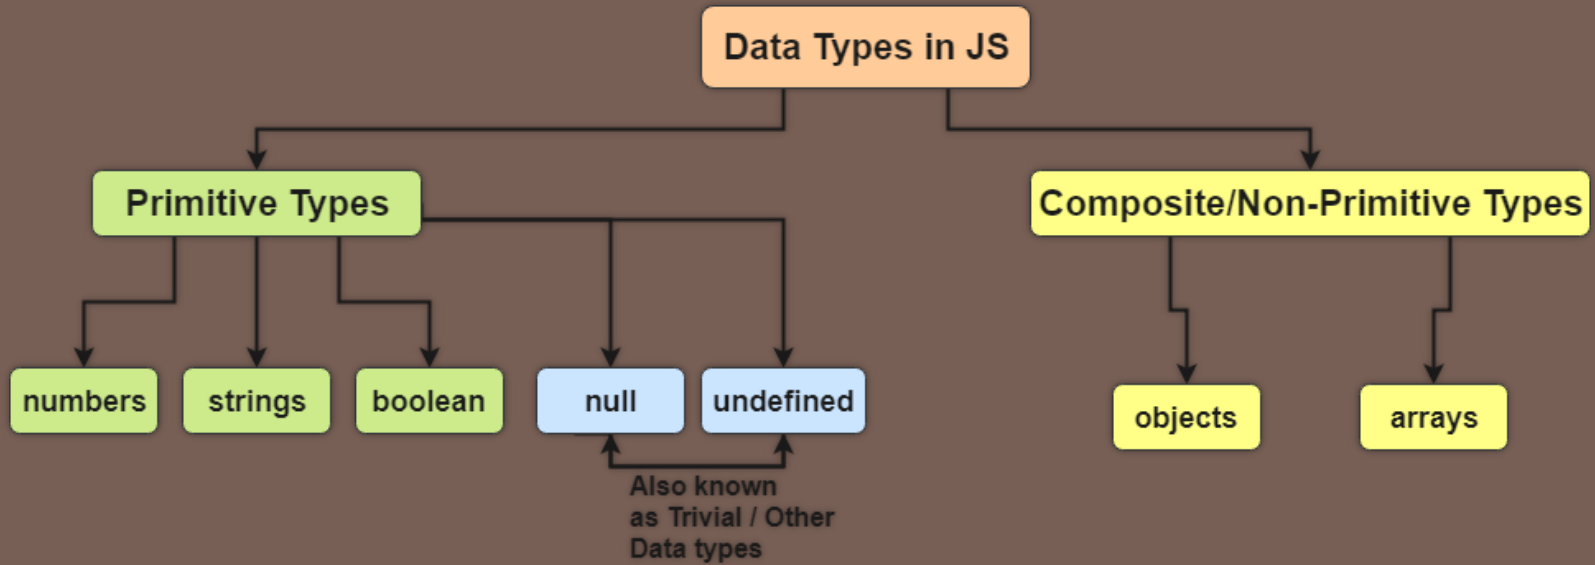 Data Types in JS
Primitive Types
Composite/Non-Primitive Types
numbers
strings
boolean
null
undefined
objects
arrays
Also known
as Trivial / Other
Data types